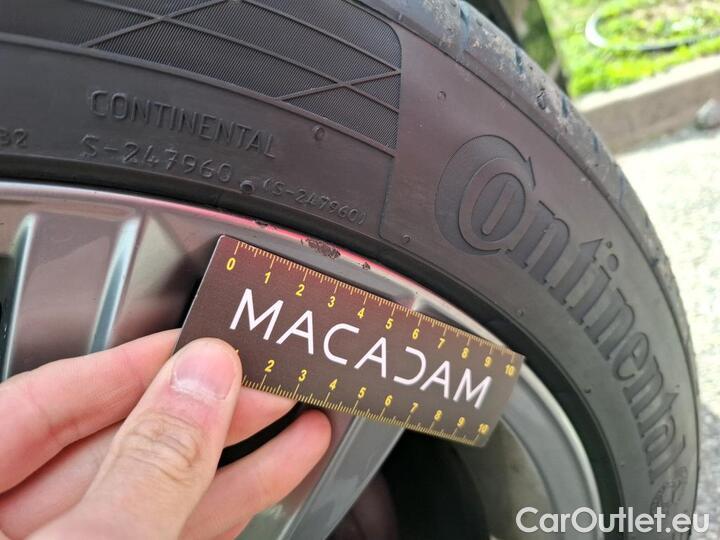 CONTINENTAL
32
S-247960
(S-247960)
Continental
0 1 2 3 4 5 6 7 8 9 10
MACADAM
1 2 3 4 5 6 7 8 9 10
CarOutlet.eu